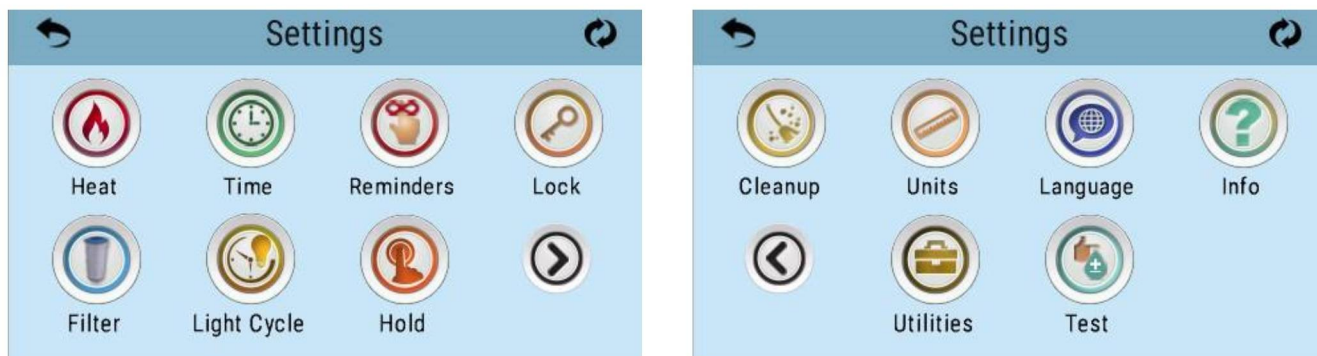 Settings
Heat Time Reminders Lock
Filter Light Cycle Hold
Settings
Cleanup Units Language Info
Utilities Test